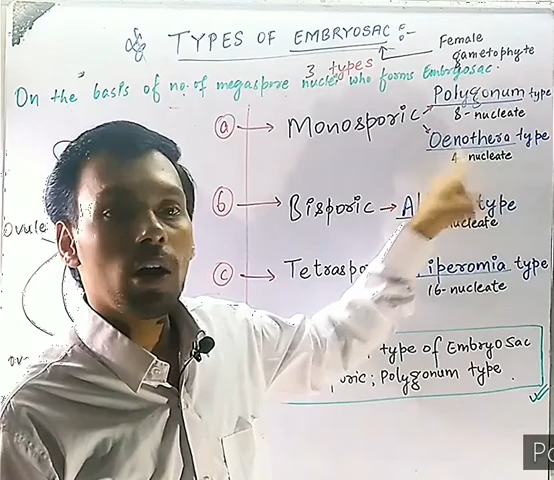 TYPES OF EMBRYOSAC :-
Female
gametophyte
3 types
On the basis of no. of megaspore nuclei who forms Embryosac.
a → Monosporic → Polygonum type
8-nucleate
Oenothera type
4 nucleate
b → Bisporic → A type
nucleate
Ovule
c → Tetraspo iperomia type
16-nucleate
type of Embryosac
oric; Polygonum type
Po